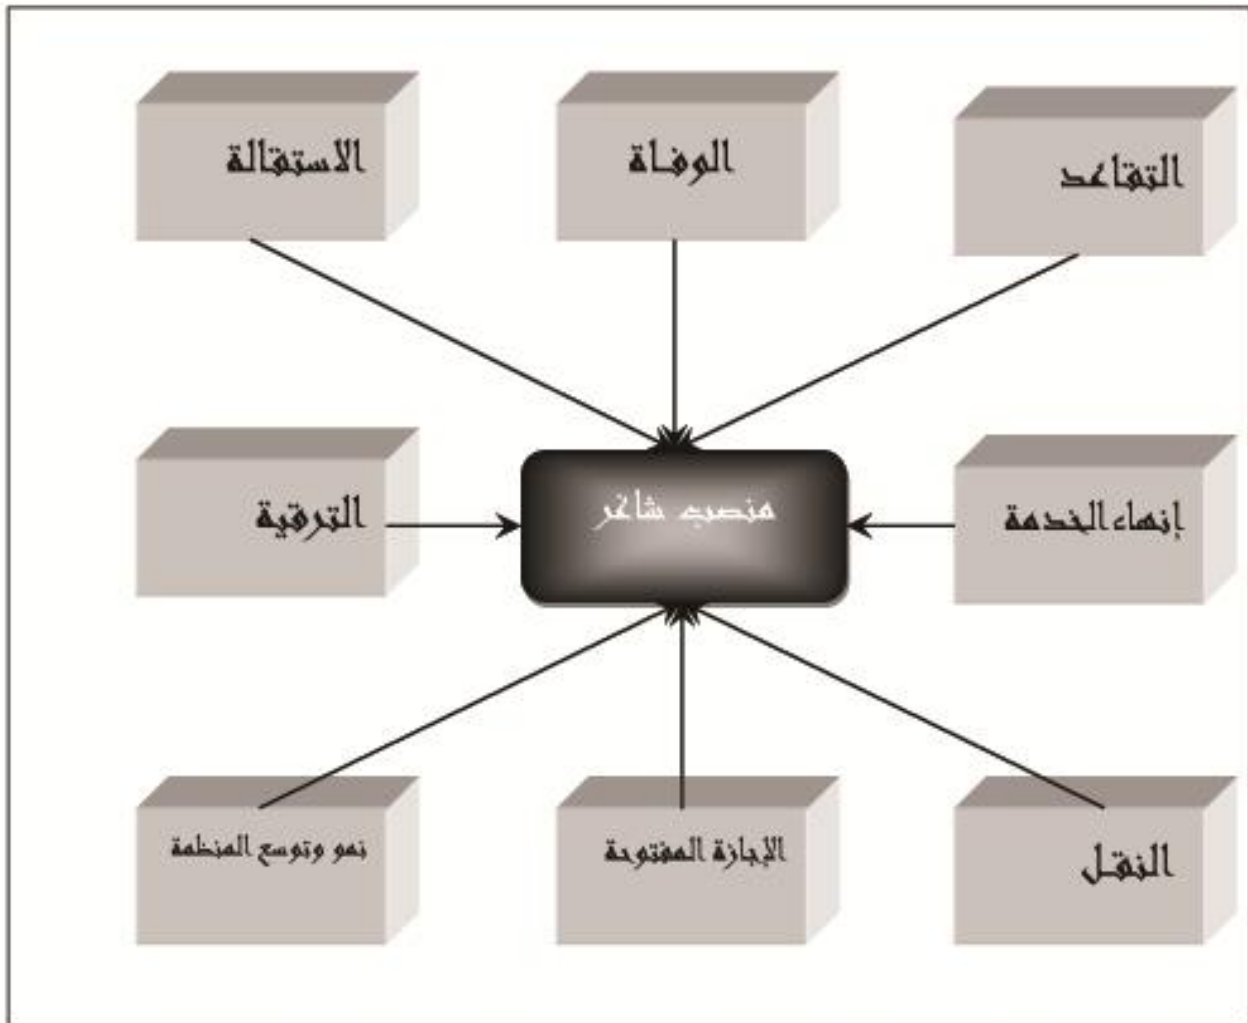 التقاعد
الوفاة
الاستقالة
إنهاء الخدمة
منصب شاغر
الترقية
النقل
الإجازة المفتوحة
نمو وتوسع المنظمة